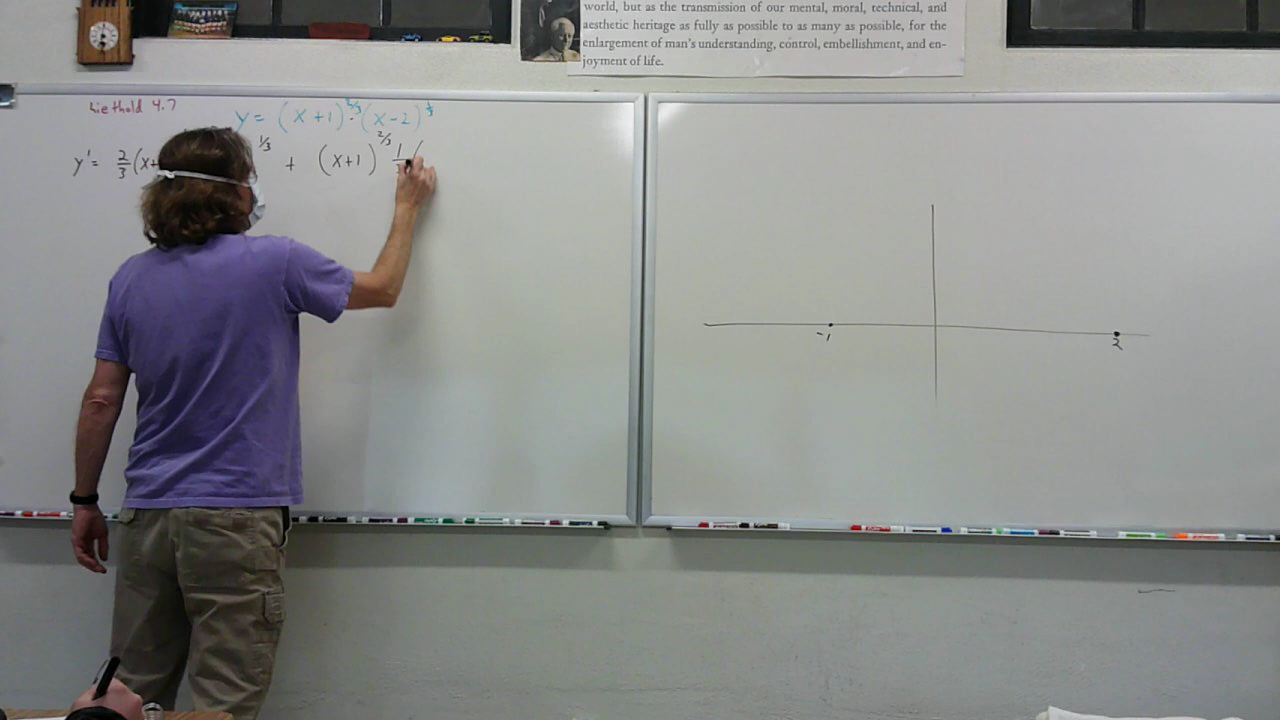 world, but as the transmission of our mental, moral, technical, and
aesthetic heritage as fully as possible to as many as possible, for the
enlargement of man's understanding, control, embellishment, and en-
joyment of life.
Liethold 4.7
y = (x+1)^2/3 · (x-2)^1/3
y' = 2/3 (x+ 1/3 + (x+1)^2/3 1/
-1
2